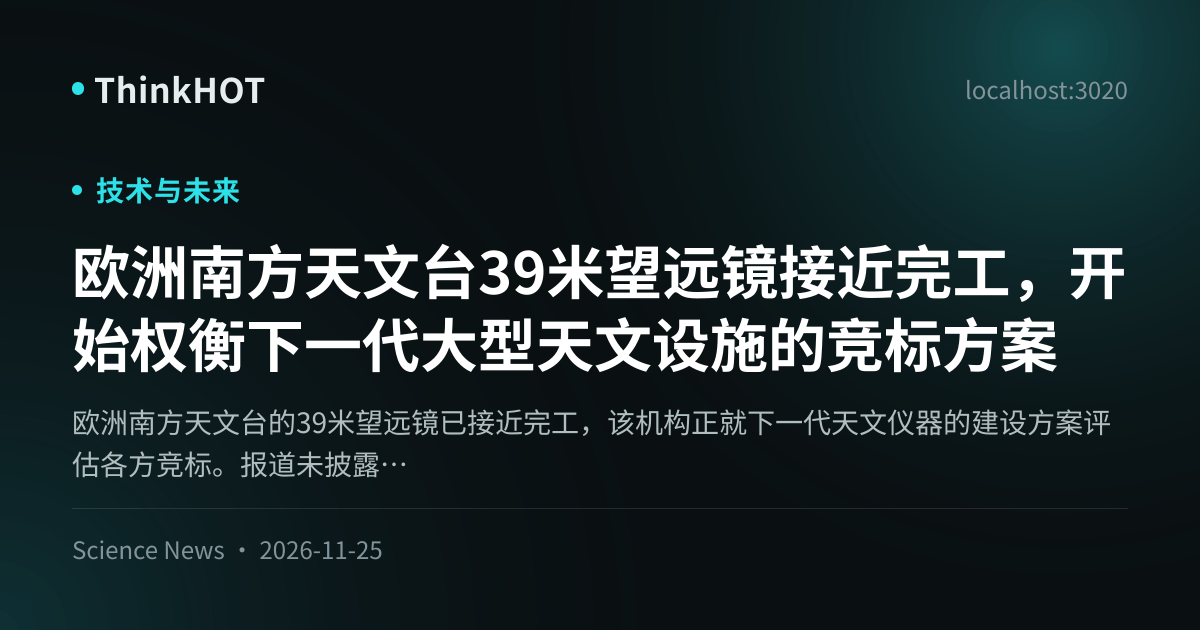 ThinkHOT
localhost:3020
技术与未来
欧洲南方天文台39米望远镜接近完工，开
始权衡下一代大型天文设施的竞标方案
欧洲南方天文台的39米望远镜已接近完工，该机构正就下一代天文仪器的建设方案评
估各方竞标。报道未披露…
Science News · 2026-11-25